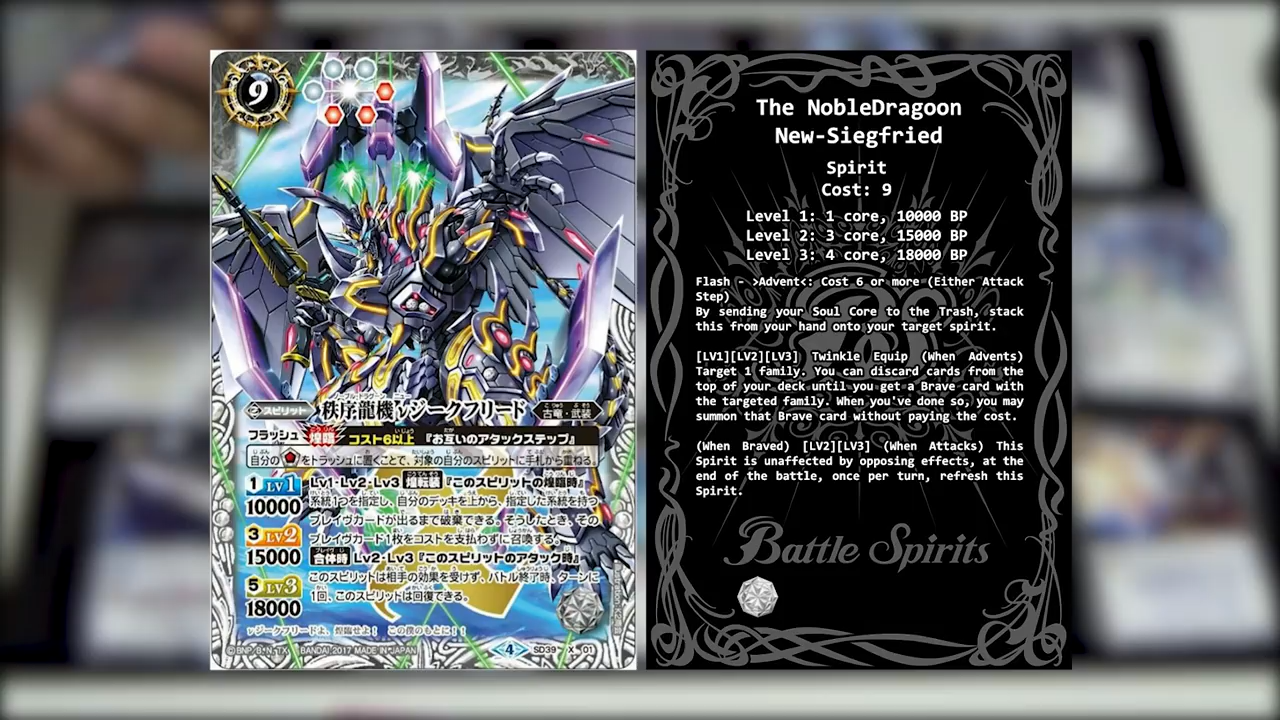 9
秩序龍機νジークフリード
スピリット
古竜・武装
フラッシュ 煌臨 コスト6以上 『お互いのアタックステップ』
自分の をトラッシュに置くことで、対象の自分のスピリットに手札から重ねる。
1 LV1 10000
Lv1・Lv2・Lv3 煌転装 『このスピリットの煌臨時』
系統1つを指定し、自分のデッキを上から、指定した系統を持つ
ブレイヴカードが出るまで破棄できる。そうしたとき、その
ブレイヴカード1枚をコストを支払わずに召喚する。
3 LV2 15000
合体時 Lv2・Lv3 『このスピリットのアタック時』
このスピリットは相手の効果を受けず、バトル終了時、ターンに
1回、このスピリットは回復できる。
5 LV3 18000
νジークフリードよ、煌臨せよ! この僕のもとに!!
©BNP/B・N, TX BANDAI 2017 MADE IN JAPAN
4
SD39 - X 01
The NobleDragoon
New-Siegfried
Spirit
Cost: 9
Level 1: 1 core, 10000 BP
Level 2: 3 core, 15000 BP
Level 3: 4 core, 18000 BP
Flash - >Advent<: Cost 6 or more (Either Attack
Step)
By sending your Soul Core to the Trash, stack
this from your hand onto your target spirit.
[LV1][LV2][LV3] Twinkle Equip (When Advents)
Target 1 family. You can discard cards from the
top of your deck until you get a Brave card with
the targeted family. When you've done so, you may
summon that Brave card without paying the cost.
(When Braved) [LV2][LV3] (When Attacks) This
Spirit is unaffected by opposing effects, at the
end of the battle, once per turn, refresh this
Spirit.
Battle Spirits